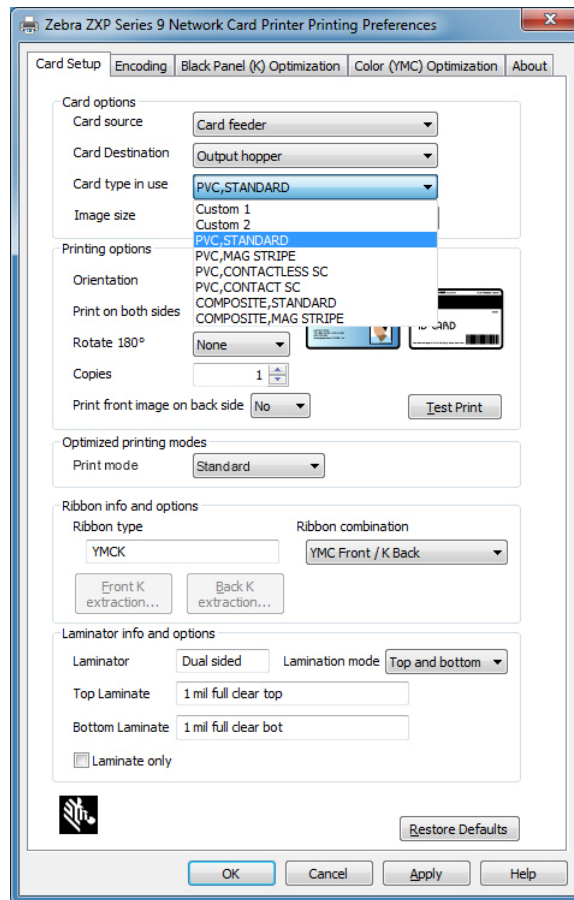 Zebra ZXP Series 9 Network Card Printer Printing Preferences
Card Setup Encoding Black Panel (K) Optimization Color (YMC) Optimization About
Card options
Card source Card feeder
Card Destination Output hopper
Card type in use PVC,STANDARD
Custom 1
Custom 2
PVC,STANDARD
PVC,MAG STRIPE
PVC,CONTACTLESS SC
PVC,CONTACT SC
COMPOSITE,STANDARD
COMPOSITE,MAG STRIPE
Image size
Printing options
Orientation
Print on both sides
ID CARD
Rotate 180° None
Copies 1
Print front image on back side No Test Print
Optimized printing modes
Print mode Standard
Ribbon info and options
Ribbon type Ribbon combination
YMCK YMC Front / K Back
Front K extraction... Back K extraction...
Laminator info and options
Laminator Dual sided Lamination mode Top and bottom
Top Laminate 1 mil full clear top
Bottom Laminate 1 mil full clear bot
Laminate only
Restore Defaults
OK Cancel Apply Help